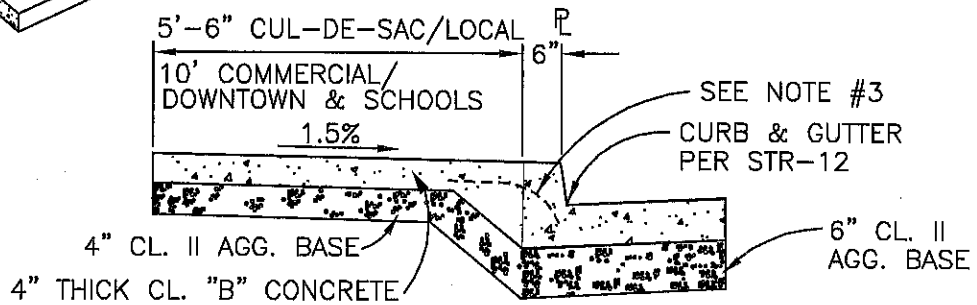 5'-6" CUL-DE-SAC/LOCAL
6"
PL
10' COMMERCIAL/
DOWNTOWN & SCHOOLS
1.5%
SEE NOTE #3
CURB & GUTTER
PER STR-12
4" CL. II AGG. BASE
6" CL. II
AGG. BASE
4" THICK CL. "B" CONCRETE